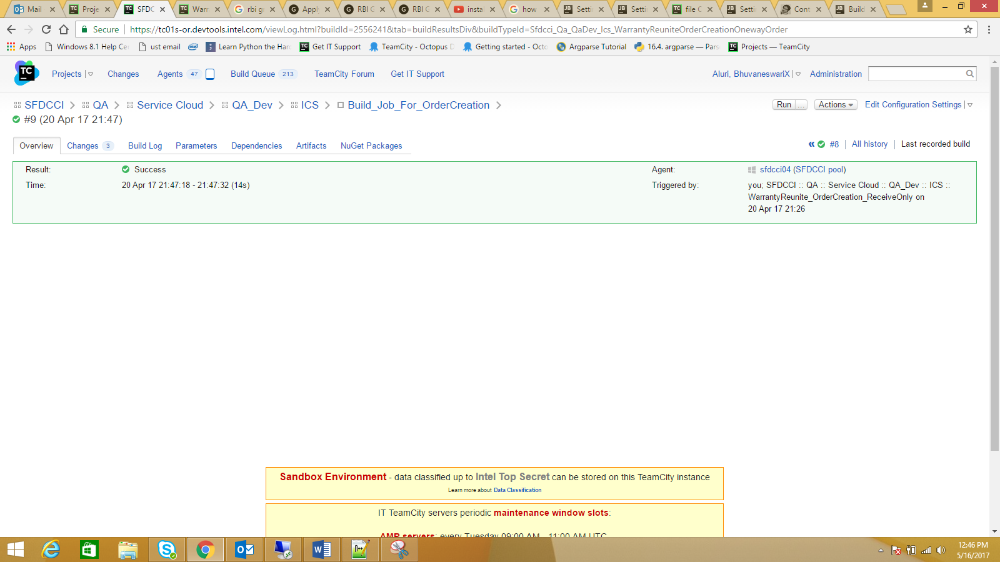 Mail
Proje
SFDC
Warr
rbi gr
Apply
RBI G
RBI G
instal
how
Setti
Setti
file C
Setti
Cont
Build
Secure
https://tc01s-or.devtools.intel.com/viewLog.html?buildId=2556241&tab=buildResultsDiv&buildTypeId=Sfdcci_Qa_QaDev_Ics_WarrantyReuniteOrderCreationOnewayOrder
Apps Windows 8.1 Help Cen ust email Learn Python the Hard Get IT Support TeamCity - Octopus D Getting started - Octo Argparse Tutorial 16.4. argparse — Pars Projects — TeamCity
TC
Projects Changes Agents 47 Build Queue 213 TeamCity Forum Get IT Support Aluri, BhuvaneswariX Administration
SFDCCI QA Service Cloud QA_Dev ICS Build_Job_For_OrderCreation Run ... Actions Edit Configuration Settings
#9 (20 Apr 17 21:47)
Overview Changes 3 Build Log Parameters Dependencies Artifacts NuGet Packages « #8 All history Last recorded build
Result: Success Agent: sfdcci04 (SFDCCI pool)
Time: 20 Apr 17 21:47:18 - 21:47:32 (14s) Triggered by: you; SFDCCI :: QA :: Service Cloud :: QA_Dev :: ICS ::
WarrantyReunite_OrderCreation_ReceiveOnly on
20 Apr 17 21:26
Sandbox Environment - data classified up to Intel Top Secret can be stored on this TeamCity instance
Learn more about Data Classification
IT TeamCity servers periodic maintenance window slots:
AMR servers: every Tuesday 09:00 AM - 11:00 AM UTC
12:46 PM
5/16/2017